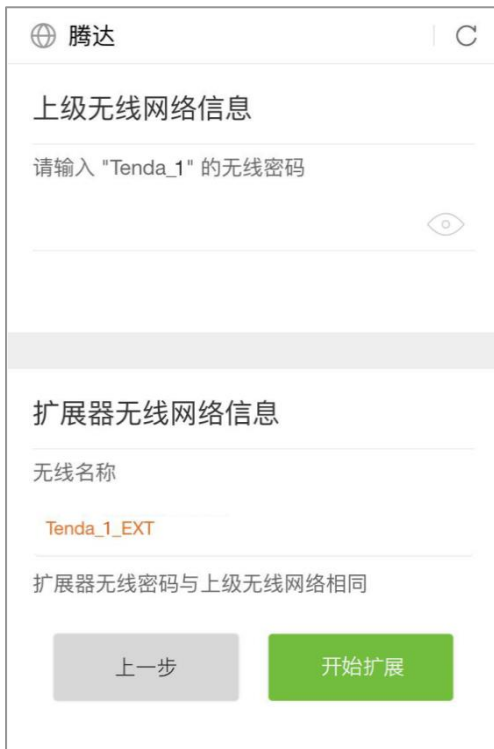 腾达
上级无线网络信息
请输入 "Tenda_1" 的无线密码
扩展器无线网络信息
无线名称
Tenda_1_EXT
扩展器无线密码与上级无线网络相同
上一步
开始扩展